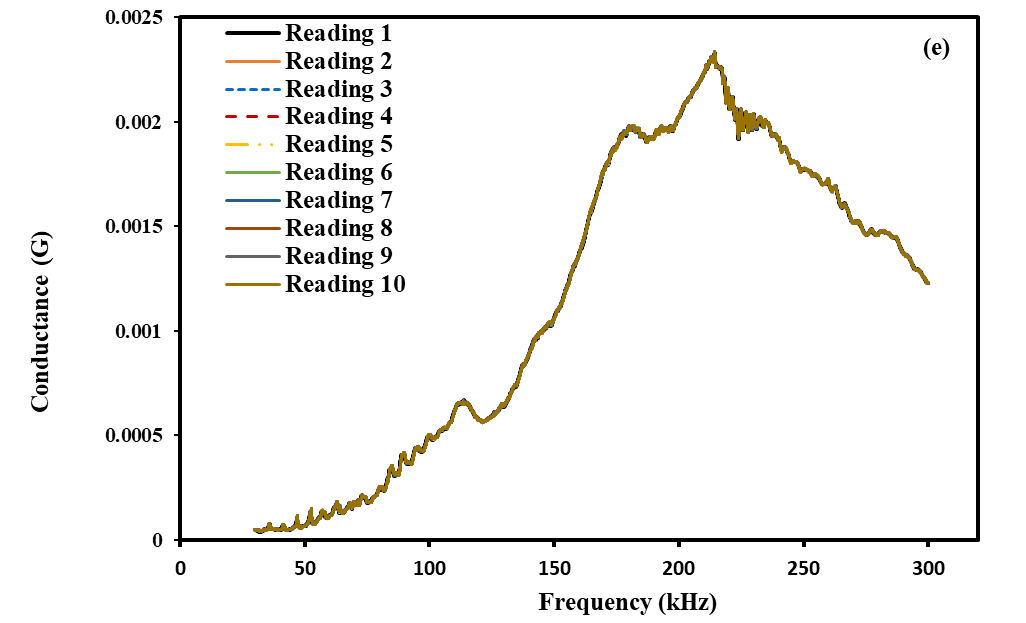 0.0025
0.002
0.0015
0.001
0.0005
0
Conductance (G)
Reading 1
Reading 2
Reading 3
Reading 4
Reading 5
Reading 6
Reading 7
Reading 8
Reading 9
Reading 10
(e)
0 50 100 150 200 250 300
Frequency (kHz)